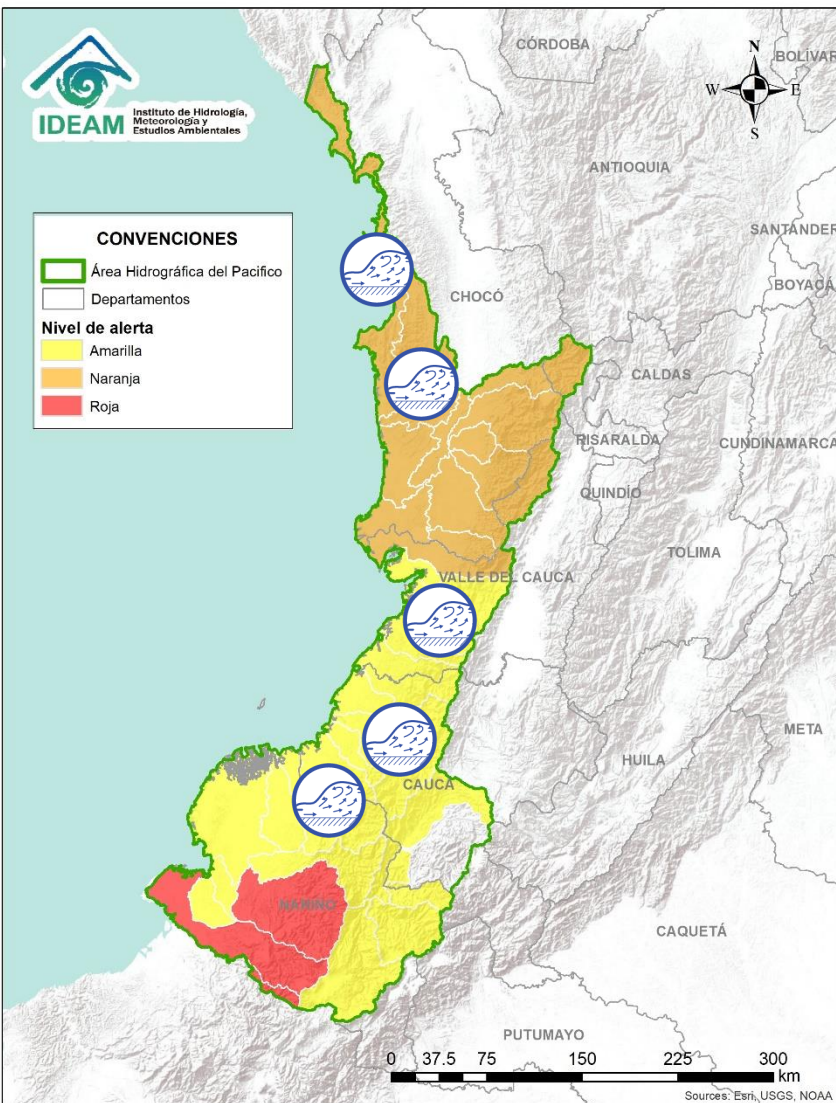 IDEAM
Instituto de Hidrología,
Meteorología y
Estudios Ambientales
CÓRDOBA
BOLÍVAR
N
W
E
S
ANTIOQUIA
SANTANDER
BOYACÁ
CHOCÓ
CONVENCIONES
Área Hidrográfica del Pacifico
Departamentos
Nivel de alerta
Amarilla
Naranja
Roja
CALDAS
RISARALDA
CUNDINAMARCA
QUINDÍO
TOLIMA
VALLE DEL CAUCA
META
HUILA
CAUCA
NARIÑO
CAQUETÁ
PUTUMAYO
0 37.5 75 150 225 300
km
Sources: Esri, USGS, NOAA